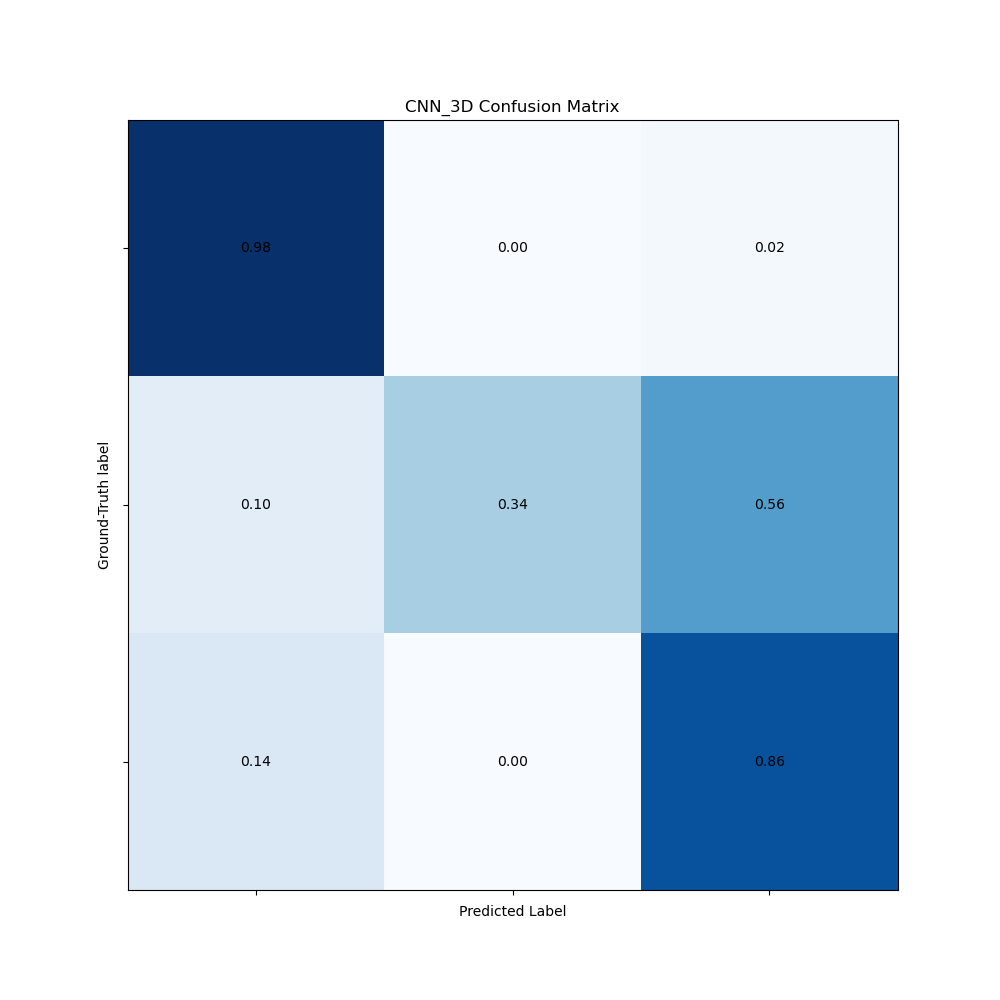 CNN_3D Confusion Matrix
0.98 0.00 0.02
Ground-Truth label
0.10 0.34 0.56
0.14 0.00 0.86
Predicted Label